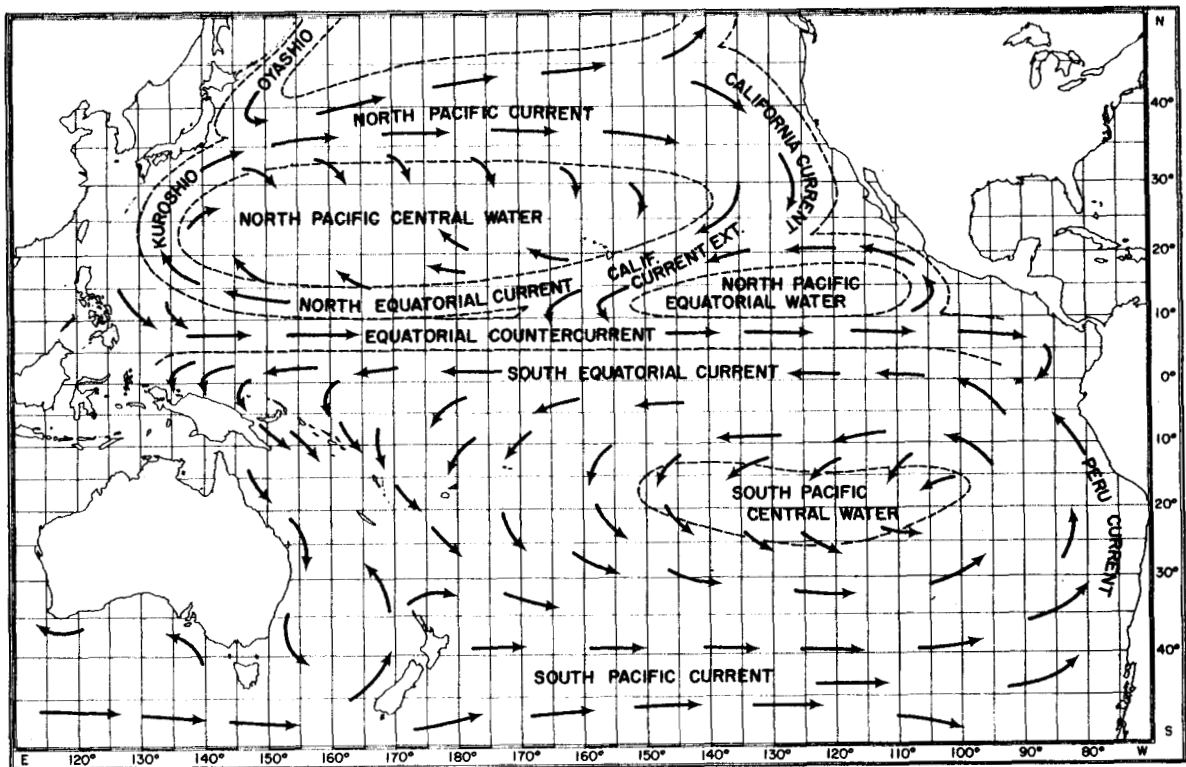 N
OYASHIO
40°
NORTH PACIFIC CURRENT
CALIFORNIA CURRENT
30°
KUROSHIO
NORTH PACIFIC CENTRAL WATER
20°
CALIF.
CURRENT EXT.
NORTH PACIFIC
EQUATORIAL WATER
NORTH EQUATORIAL CURRENT
10°
EQUATORIAL COUNTERCURRENT
SOUTH EQUATORIAL CURRENT
0°
10°
PERU CURRENT
SOUTH PACIFIC
CENTRAL WATER
20°
30°
40°
SOUTH PACIFIC CURRENT
S
E 120° 130° 140° 150° 160° 170° 180° 170° 160° 150° 140° 130° 120° 110° 100° 90° 80° W